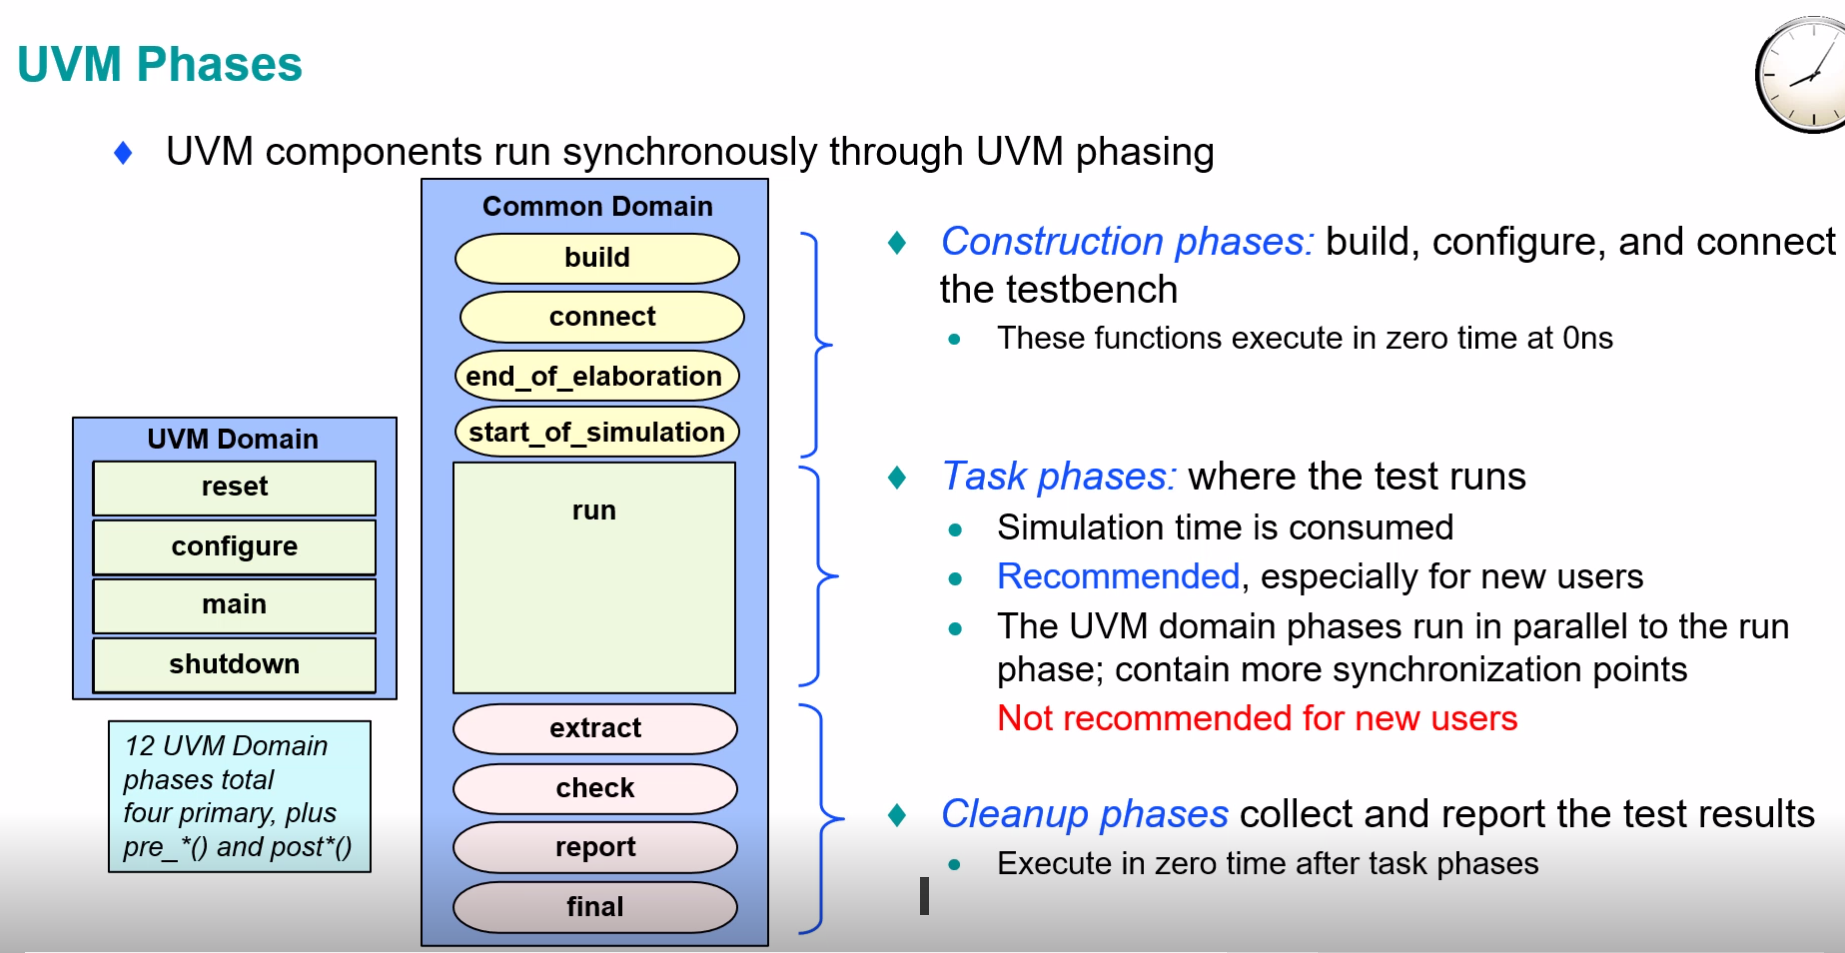 UVM Phases
UVM components run synchronously through UVM phasing
Common Domain
build
connect
end_of_elaboration
start_of_simulation
run
extract
check
report
final
UVM Domain
reset
configure
main
shutdown
12 UVM Domain
phases total
four primary, plus
pre_*() and post*()
Construction phases: build, configure, and connect
the testbench
These functions execute in zero time at 0ns
Task phases: where the test runs
Simulation time is consumed
Recommended, especially for new users
The UVM domain phases run in parallel to the run
phase; contain more synchronization points
Not recommended for new users
Cleanup phases collect and report the test results
Execute in zero time after task phases